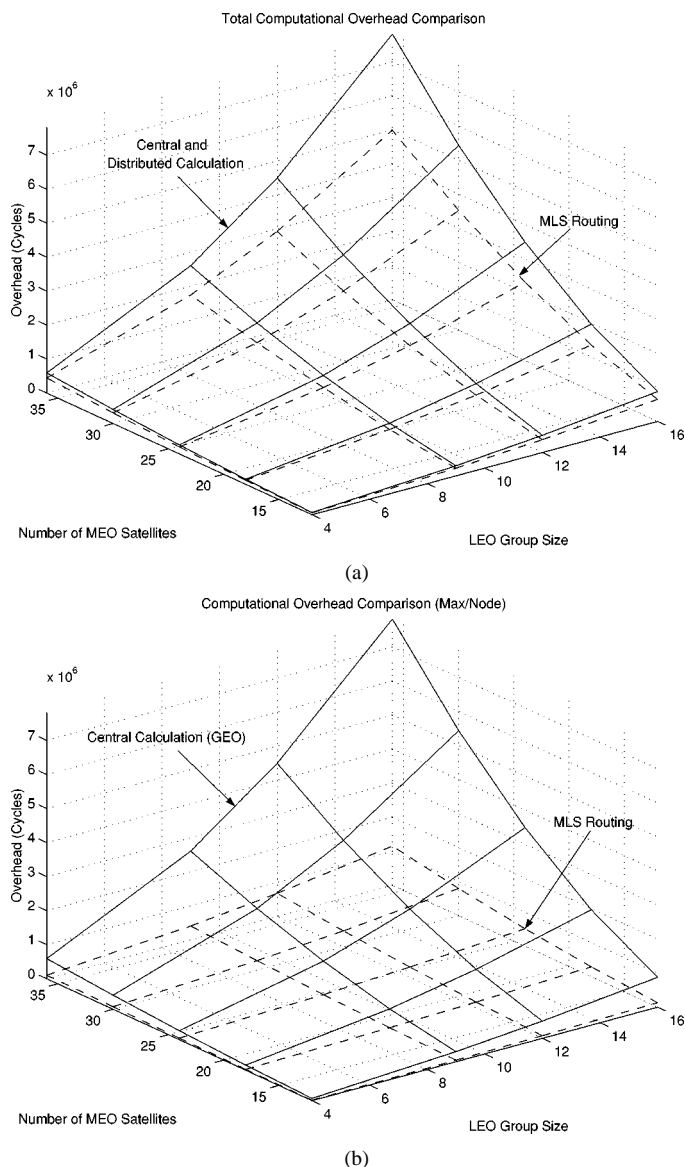 Total Computational Overhead Comparison
x 10^6
7
6
5
4
3
2
1
0
Overhead (Cycles)
Central and
Distributed Calculation
MLS Routing
35
30
25
20
15
Number of MEO Satellites
4
6
8
10
12
14
16
LEO Group Size
(a)
Computational Overhead Comparison (Max/Node)
x 10^6
7
6
5
4
3
2
1
0
Overhead (Cycles)
Central Calculation (GEO)
MLS Routing
35
30
25
20
15
Number of MEO Satellites
4
6
8
10
12
14
16
LEO Group Size
(b)